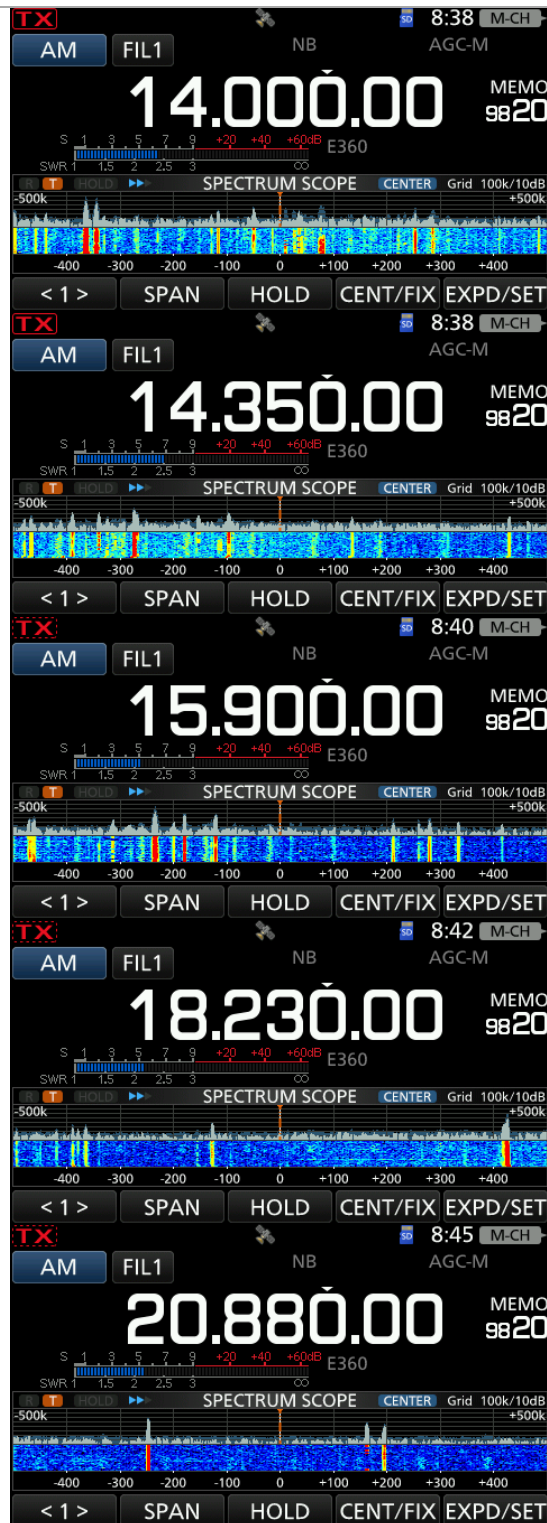 TX 8:38 M-CH
AM FIL1 NB AGC-M
14.000.00 MEMO
9820
S 1 3 5 7 9 +20 +40 +60dB E360
SWR 1 1.5 2 2.5 3 ∞
R T HOLD SPECTRUM SCOPE CENTER Grid 100k/10dB
-500k +500k
-400 -300 -200 -100 0 +100 +200 +300 +400
< 1 > SPAN HOLD CENT/FIX EXPD/SET
TX SD 8:38 M-CH
AM FIL1 AGC-M
14.350.00 MEMO
9820
S 1 3 5 7 9 +20 +40 +60dB E360
SWR 1 1.5 2 2.5 3 ∞
R T HOLD SPECTRUM SCOPE CENTER Grid 100k/10dB
-500k +500k
-400 -300 -200 -100 0 +100 +200 +300 +400
< 1 > SPAN HOLD CENT/FIX EXPD/SET
TX SD 8:40 M-CH
AM FIL1 NB AGC-M
15.900.00 MEMO
9820
S 1 3 5 7 9 +20 +40 +60dB E360
SWR 1 1.5 2 2.5 3 ∞
R T HOLD SPECTRUM SCOPE CENTER Grid 100k/10dB
-500k +500k
-400 -300 -200 -100 0 +100 +200 +300 +400
< 1 > SPAN HOLD CENT/FIX EXPD/SET
TX SD 8:42 M-CH
AM FIL1 NB AGC-M
18.230.00 MEMO
9820
S 1 3 5 7 9 +20 +40 +60dB E360
SWR 1 1.5 2 2.5 3 ∞
R T HOLD SPECTRUM SCOPE CENTER Grid 100k/10dB
-500k +500k
-400 -300 -200 -100 0 +100 +200 +300 +400
< 1 > SPAN HOLD CENT/FIX EXPD/SET
TX SD 8:45 M-CH
AM FIL1 NB AGC-M
20.880.00 MEMO
9820
S 1 3 5 7 9 +20 +40 +60dB E360
SWR 1 1.5 2 2.5 3 ∞
R T HOLD SPECTRUM SCOPE CENTER Grid 100k/10dB
-500k +500k
-400 -300 -200 -100 0 +100 +200 +300 +400
< 1 > SPAN HOLD CENT/FIX EXPD/SET